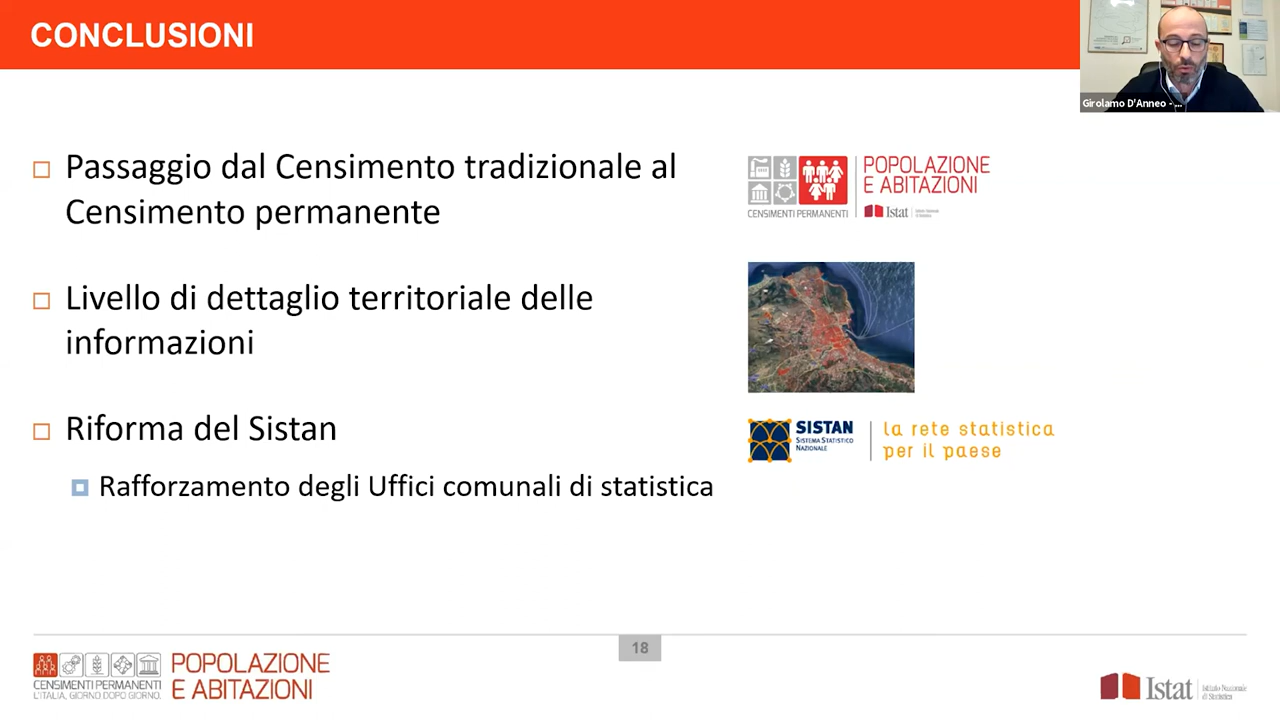 CONCLUSIONI
Girolamo D'Anneo - ...
Passaggio dal Censimento tradizionale al
Censimento permanente
CENSIMENTI PERMANENTI
POPOLAZIONE
E ABITAZIONI
Istat
Livello di dettaglio territoriale delle
informazioni
Riforma del Sistan
SISTAN
SISTEMA STATISTICO
NAZIONALE
la rete statistica
per il paese
Rafforzamento degli Uffici comunali di statistica
18
CENSIMENTI PERMANENTI
L'ITALIA, GIORNO DOPO GIORNO.
POPOLAZIONE
E ABITAZIONI
Istat
Istituto Nazionale
di Statistica